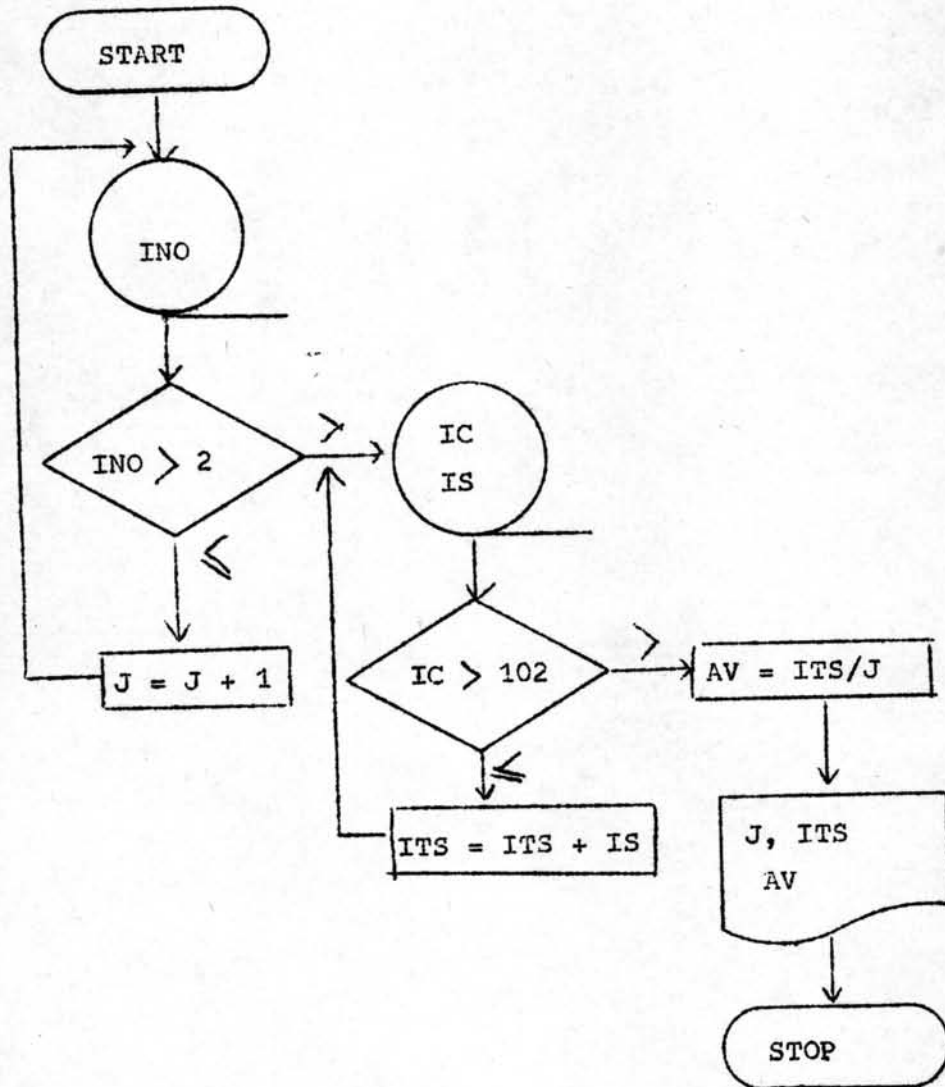 START
INO
INO > 2
>
≤
J = J + 1
IC
IS
IC > 102
>
≤
ITS = ITS + IS
AV = ITS/J
J, ITS
AV
STOP